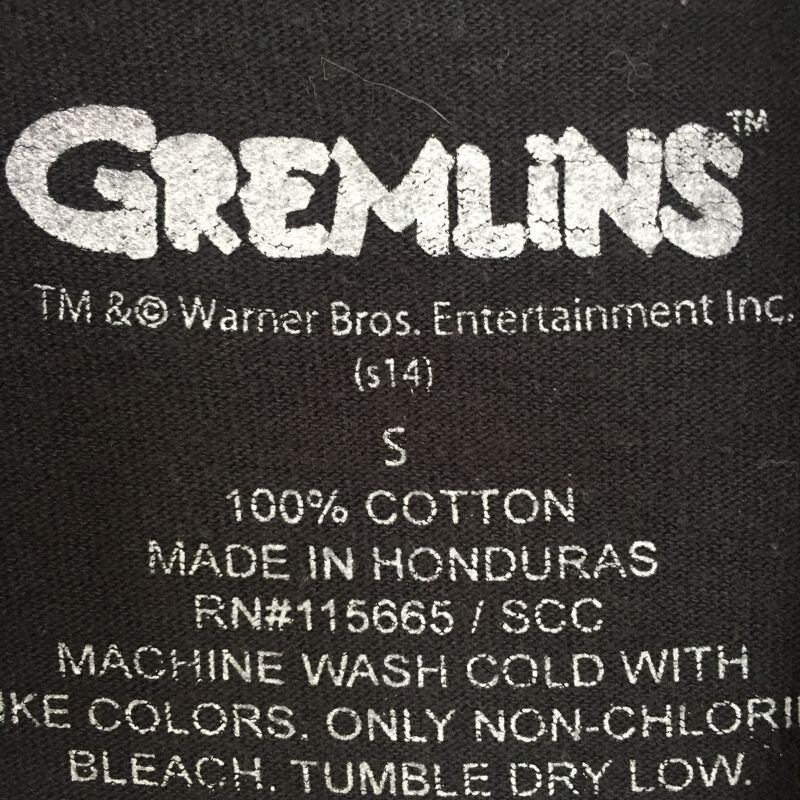 GREMLiNS™
TM &© Warner Bros. Entertainment Inc.
(s14)
S
100% COTTON
MADE IN HONDURAS
RN#115665 / SCC
MACHINE WASH COLD WITH
IKE COLORS. ONLY NON-CHLORI
BLEACH. TUMBLE DRY LOW.